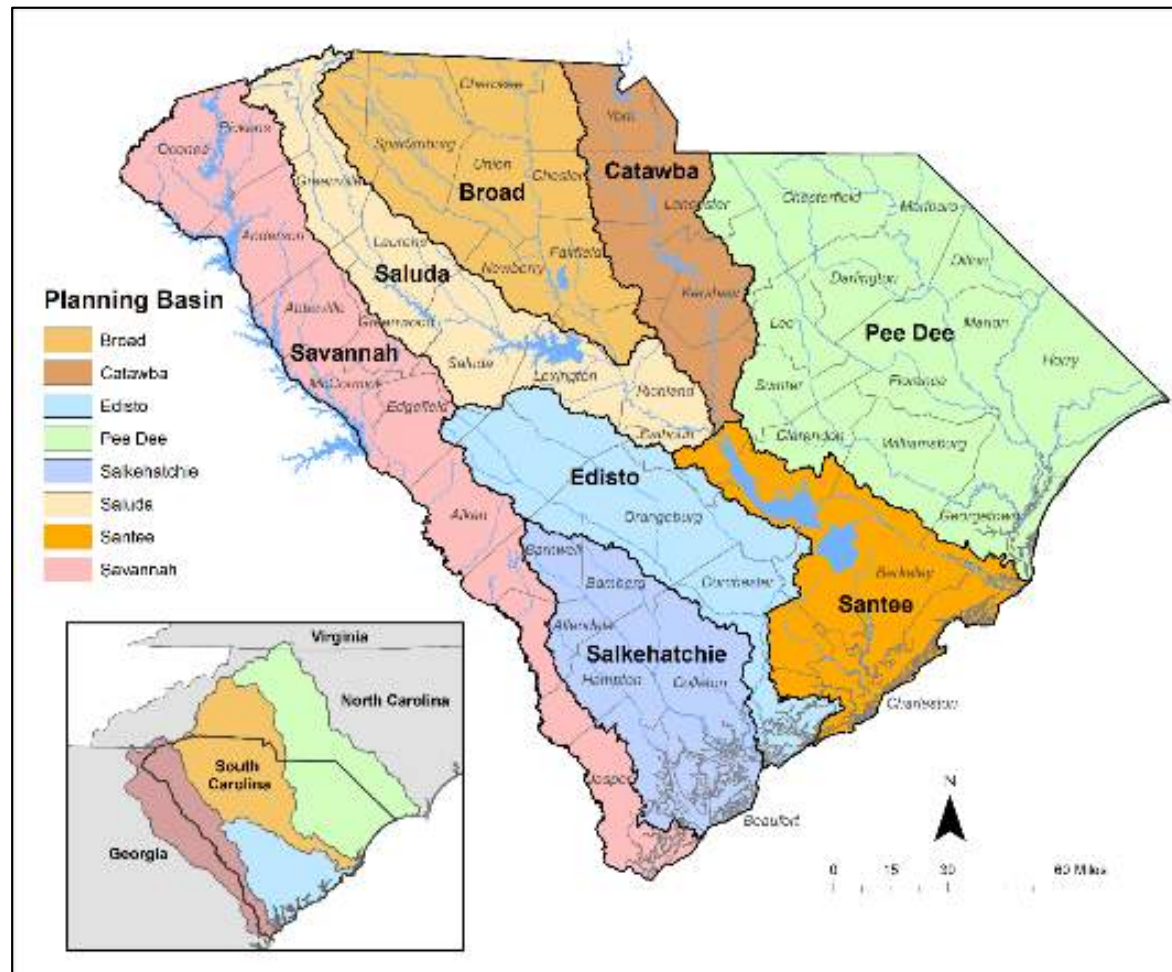 Cherokee
York
Pickens
Oconee
Spartanburg
Union
Chester
Catawba
Broad
Greenville
Lancaster
Chesterfield
Marlboro
Anderson
Laurens
Fairfield
Dillon
Newberry
Saluda
Darlington
Kershaw
Planning Basin
Abbeville
Lee
Marion
Greenwood
Pee Dee
Broad
Savannah
Saluda
Lexington
Horry
Catawba
McCormick
Richland
Sumter
Florence
Edisto
Edgefield
Calhoun
Clarendon
Williamsburg
Pee Dee
Salkehatchie
Edisto
Saluda
Aiken
Orangeburg
Georgetown
Santee
Barnwell
Savannah
Bamberg
Dorchester
Berkeley
Santee
Allendale
Virginia
Salkehatchie
Hampton
Colleton
North Carolina
Charleston
South
Carolina
Jasper
N
Beaufort
Georgia
0 15 30 60 Miles